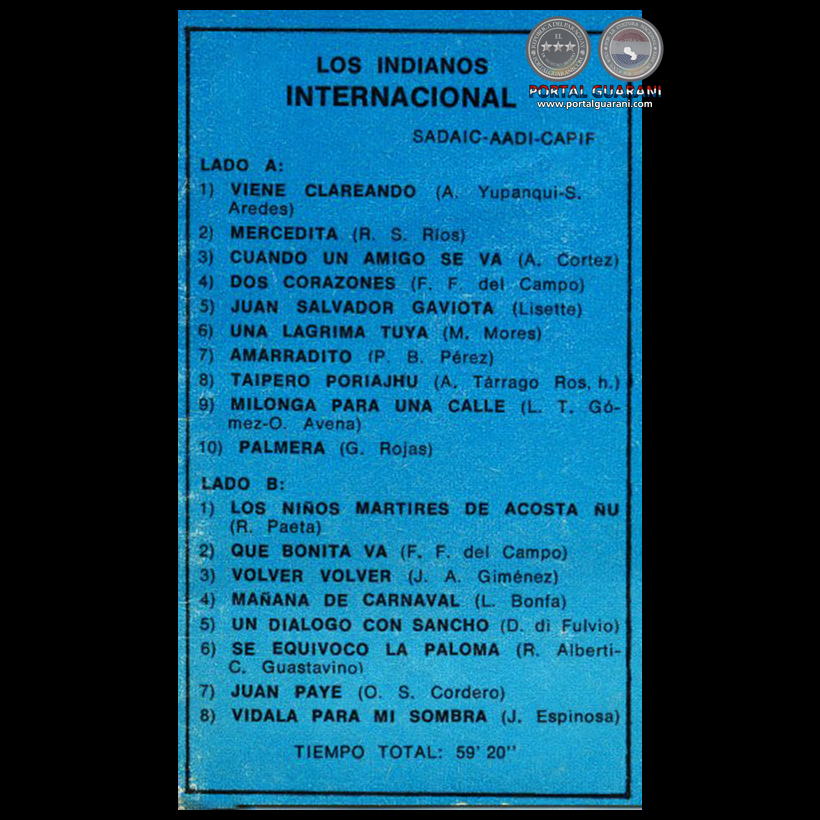 LOS INDIANOS
INTERNACIONAL
PORTAL GUARANI
www.portalguarani.com
SADAIC-AADI-CAPIF
LADO A:
1) VIENE CLAREANDO (A. Yupanqui-S.
Aredes)
2) MERCEDITA (R. S. Ríos)
3) CUANDO UN AMIGO SE VA (A. Cortez)
4) DOS CORAZONES (F. F. del Campo)
5) JUAN SALVADOR GAVIOTA (Lisette)
6) UNA LAGRIMA TUYA (M. Mores)
7) AMARRADITO (P. B. Pérez)
8) TAIPERO PORIAJHU (A. Tárrago Ros, h.)
9) MILONGA PARA UNA CALLE (L. T. Gó-
mez-O. Avena)
10) PALMERA (G. Rojas)
LADO B:
1) LOS NIÑOS MARTIRES DE ACOSTA ÑU
(R. Paeta)
2) QUE BONITA VA (F. F. del Campo)
3) VOLVER VOLVER (J. A. Giménez)
4) MAÑANA DE CARNAVAL (L. Bonfa)
5) UN DIALOGO CON SANCHO (D. di Fulvio)
6) SE EQUIVOCO LA PALOMA (R. Alberti-
C. Guastavino)
7) JUAN PAYE (O. S. Cordero)
8) VIDALA PARA MI SOMBRA (J. Espinosa)
TIEMPO TOTAL: 59' 20''